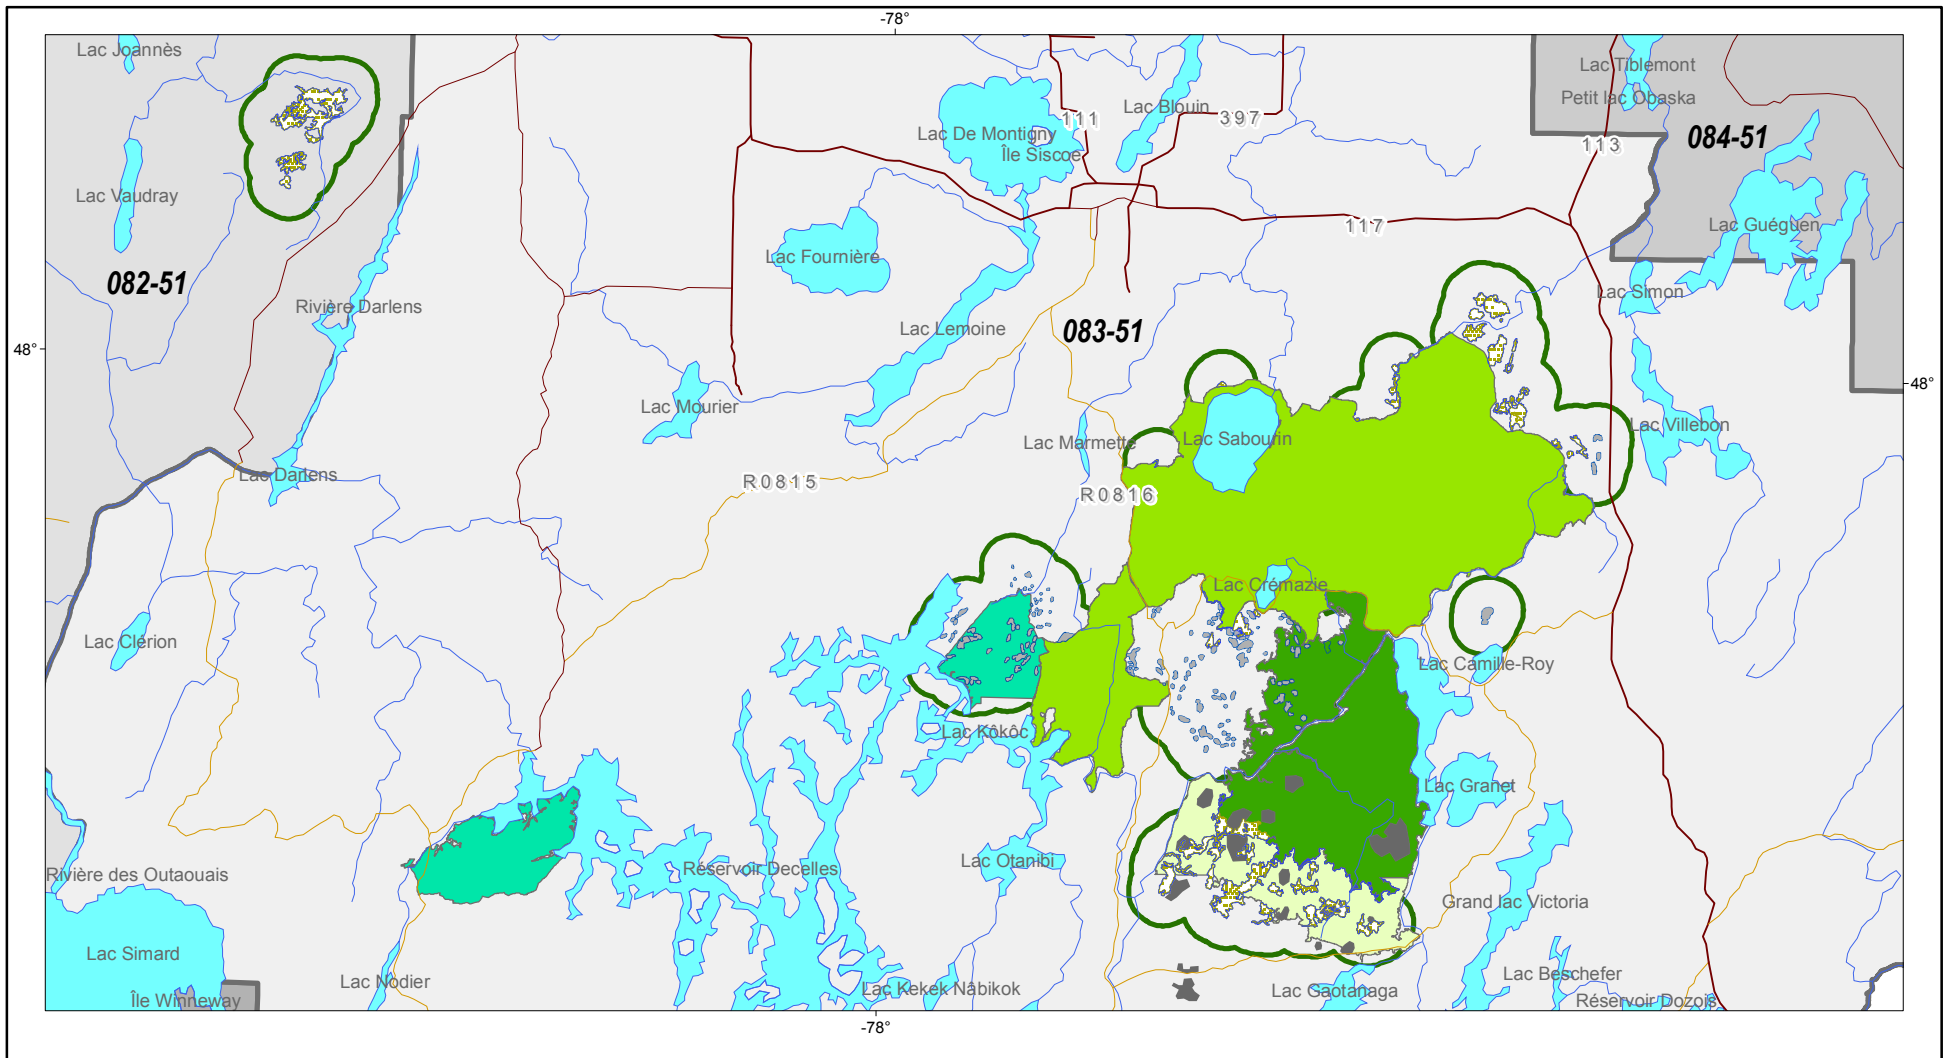 -78°
Lac Joannès
Lac Tiblemont
Petit lac Obaska
Lac Blouin
111
397
Lac De Montigny
Île Siscoe
113
084-51
Lac Vaudray
117
Lac Guéguen
Lac Fournière
082-51
Lac Simon
Rivière Darlens
Lac Lemoine
083-51
48°
48°
Lac Mourier
Lac Marmette
Lac Sabourin
Lac Villebon
Lac Darlens
R0815
R0816
Lac Crémazie
Lac Clérion
Lac Camille-Roy
Lac Kôkôc
Lac Granet
Rivière des Outaouais
Réservoir Decelles
Lac Otanibi
Grand lac Victoria
Lac Simard
Lac Nodier
Lac Beschefer
Île Winneway
Lac Kekek Nâbikok
Lac Gaotanaga
Réservoir Dozois
-78°